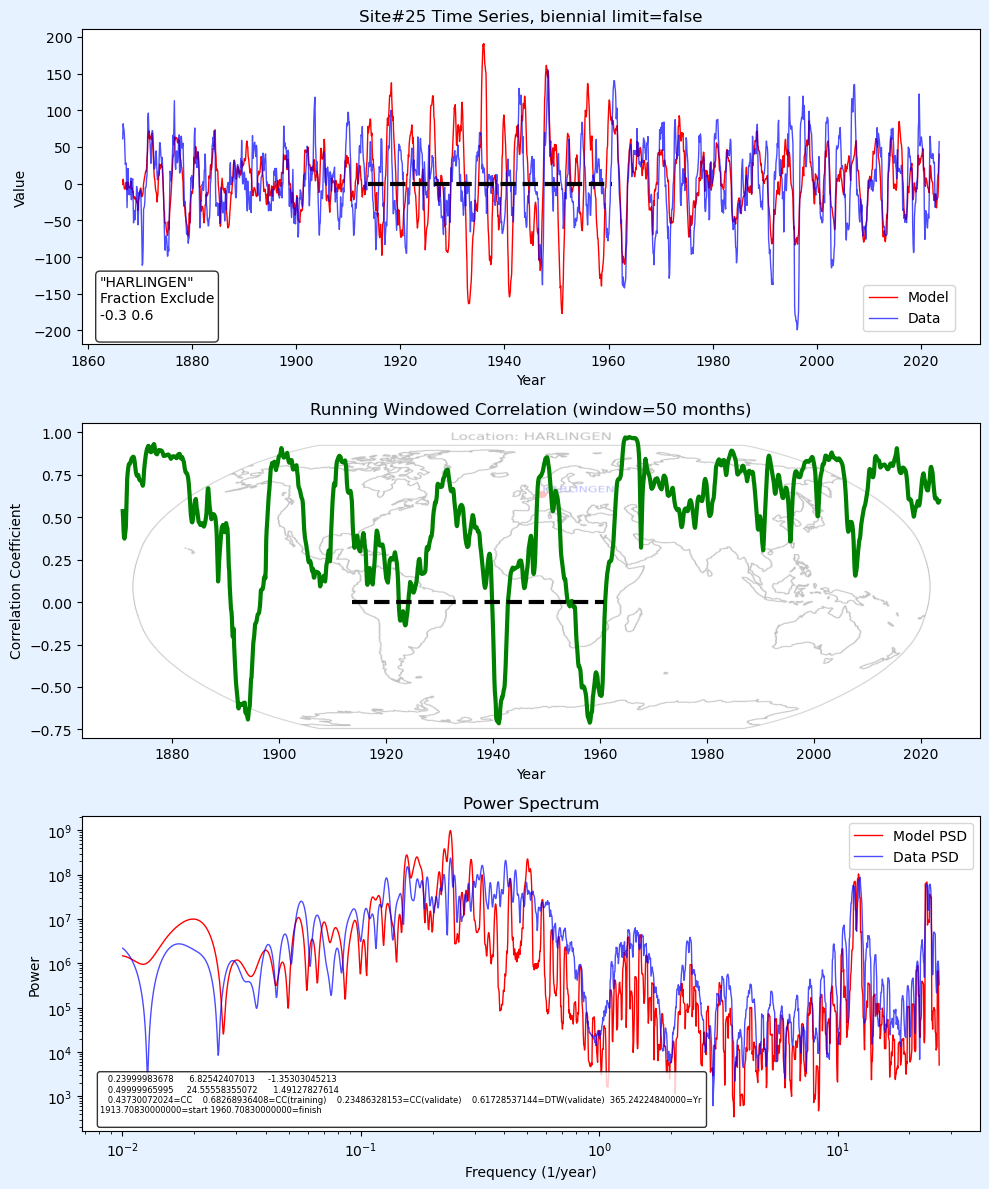 Site#25 Time Series, biennial limit=false
200
150
100
50
0
−50
−100
−150
−200
Value
"HARLINGEN"
Fraction Exclude
-0.3 0.6
Model
Data
1860 1880 1900 1920 1940 1960 1980 2000 2020
Year
Running Windowed Correlation (window=50 months)
Location: HARLINGEN
HARLINGEN
1.00
0.75
0.50
0.25
0.00
−0.25
−0.50
−0.75
Correlation Coefficient
1880 1900 1920 1940 1960 1980 2000 2020
Year
Power Spectrum
Model PSD
Data PSD
10⁹
10⁸
10⁷
10⁶
10⁵
10⁴
10³
Power
0.23999983678 6.82542407013 -1.35303045213
0.49999965995 24.55558355072 1.49127827614
0.43730072024=CC 0.68268936408=CC(training) 0.23486328153=CC(validate) 0.61728537144=DTW(validate) 365.24224840000=Yr
1913.70830000000=start 1960.70830000000=finish
10⁻² 10⁻¹ 10⁰ 10¹
Frequency (1/year)